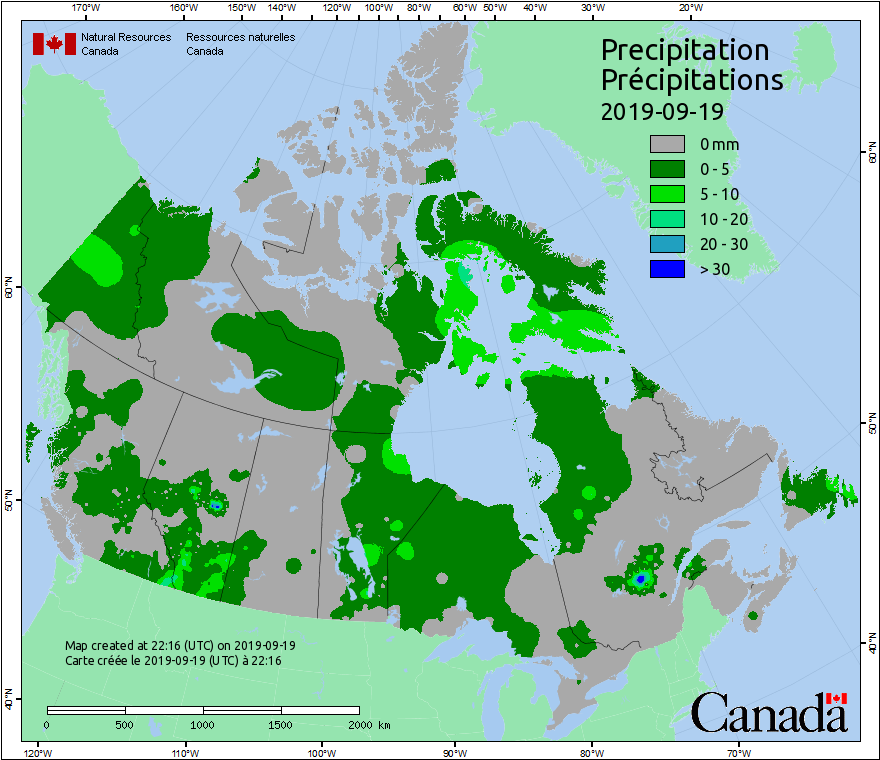 170°W 160°W 150°W 140°W 130°W 120°W 110°W 100°W 90°W 80°W 60°W 50°W 40°W 30°W 20°W
Natural Resources Ressources naturelles
Canada Canada
Precipitation
Précipitations
2019-09-19
0 mm
0 - 5
5 - 10
10 - 20
20 - 30
> 30
60°N
60°N
50°N
50°N
40°N
40°N
Map created at 22:16 (UTC) on 2019-09-19
Carte créée le 2019-09-19 (UTC) à 22:16
0 500 1000 1500 2000 km
Canada
120°W 110°W 100°W 90°W 80°W 70°W